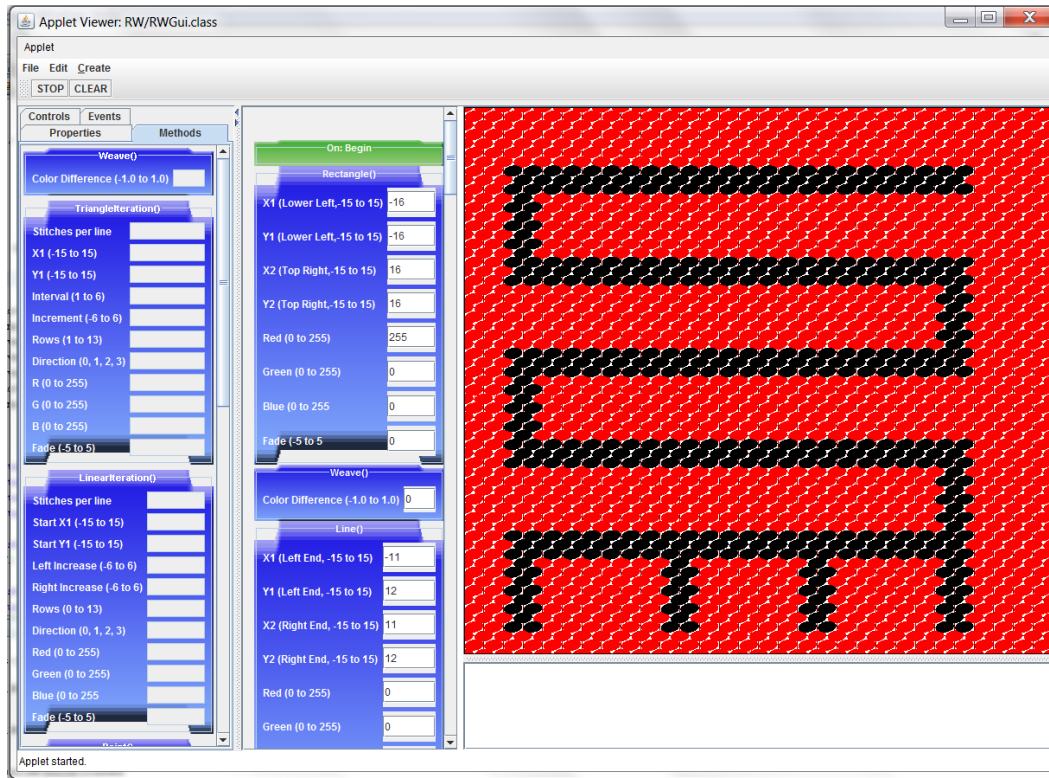 Applet Viewer: RW/RWGui.class
Applet
File Edit Create
STOP CLEAR
Controls Events
Properties Methods
Weave()
Color Difference (-1.0 to 1.0)
TriangleIteration()
Stitches per line
X1 (-15 to 15)
Y1 (-15 to 15)
Interval (1 to 6)
Increment (-6 to 6)
Rows (1 to 13)
Direction (0, 1, 2, 3)
R (0 to 255)
G (0 to 255)
B (0 to 255)
Fade (-5 to 5)
LinearIteration()
Stitches per line
Start X1 (-15 to 15)
Start Y1 (-15 to 15)
Left Increase (-6 to 6)
Right Increase (-6 to 6)
Rows (0 to 13)
Direction (0, 1, 2, 3)
Red (0 to 255)
Green (0 to 255)
Blue (0 to 255
Fade (-5 to 5)
Point()
On: Begin
Rectangle()
X1 (Lower Left,-15 to 15) -16
Y1 (Lower Left,-15 to 15) -16
X2 (Top Right,-15 to 15) 16
Y2 (Top Right,-15 to 15) 16
Red (0 to 255) 255
Green (0 to 255) 0
Blue (0 to 255 0
Fade (-5 to 5 0
Weave()
Color Difference (-1.0 to 1.0) 0
Line()
X1 (Left End, -15 to 15) -11
Y1 (Left End, -15 to 15) 12
X2 (Right End, -15 to 15) 11
Y2 (Right End, -15 to 15) 12
Red (0 to 255) 0
Green (0 to 255) 0
Applet started.